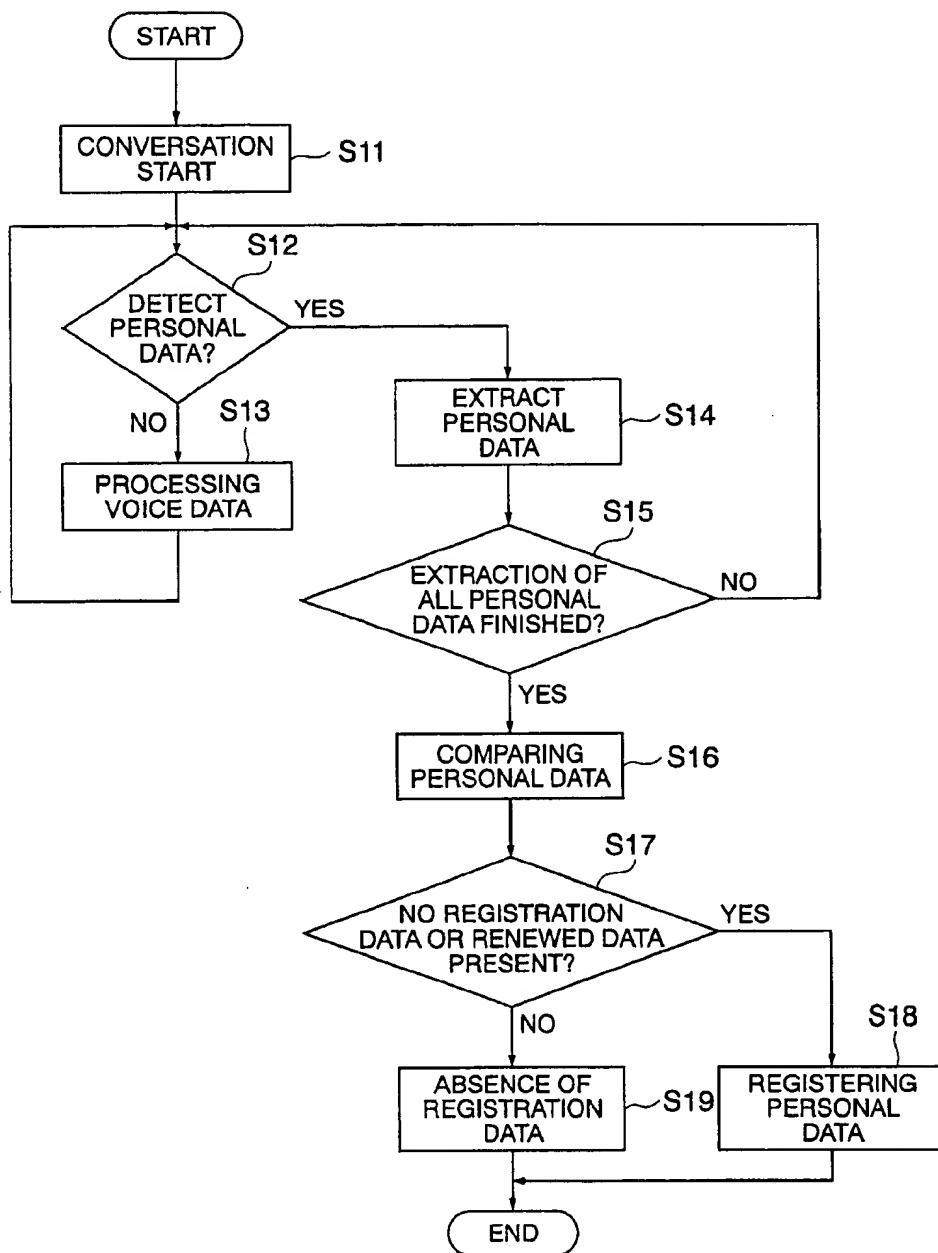 START
CONVERSATION
START
S11
S12
DETECT
PERSONAL
DATA?
YES
NO
S13
PROCESSING
VOICE DATA
EXTRACT
PERSONAL
DATA
S14
S15
EXTRACTION OF
ALL PERSONAL
DATA FINISHED?
NO
YES
COMPARING
PERSONAL DATA
S16
S17
NO REGISTRATION
DATA OR RENEWED DATA
PRESENT?
YES
NO
S18
ABSENCE OF
REGISTRATION
DATA
S19
REGISTERING
PERSONAL
DATA
END